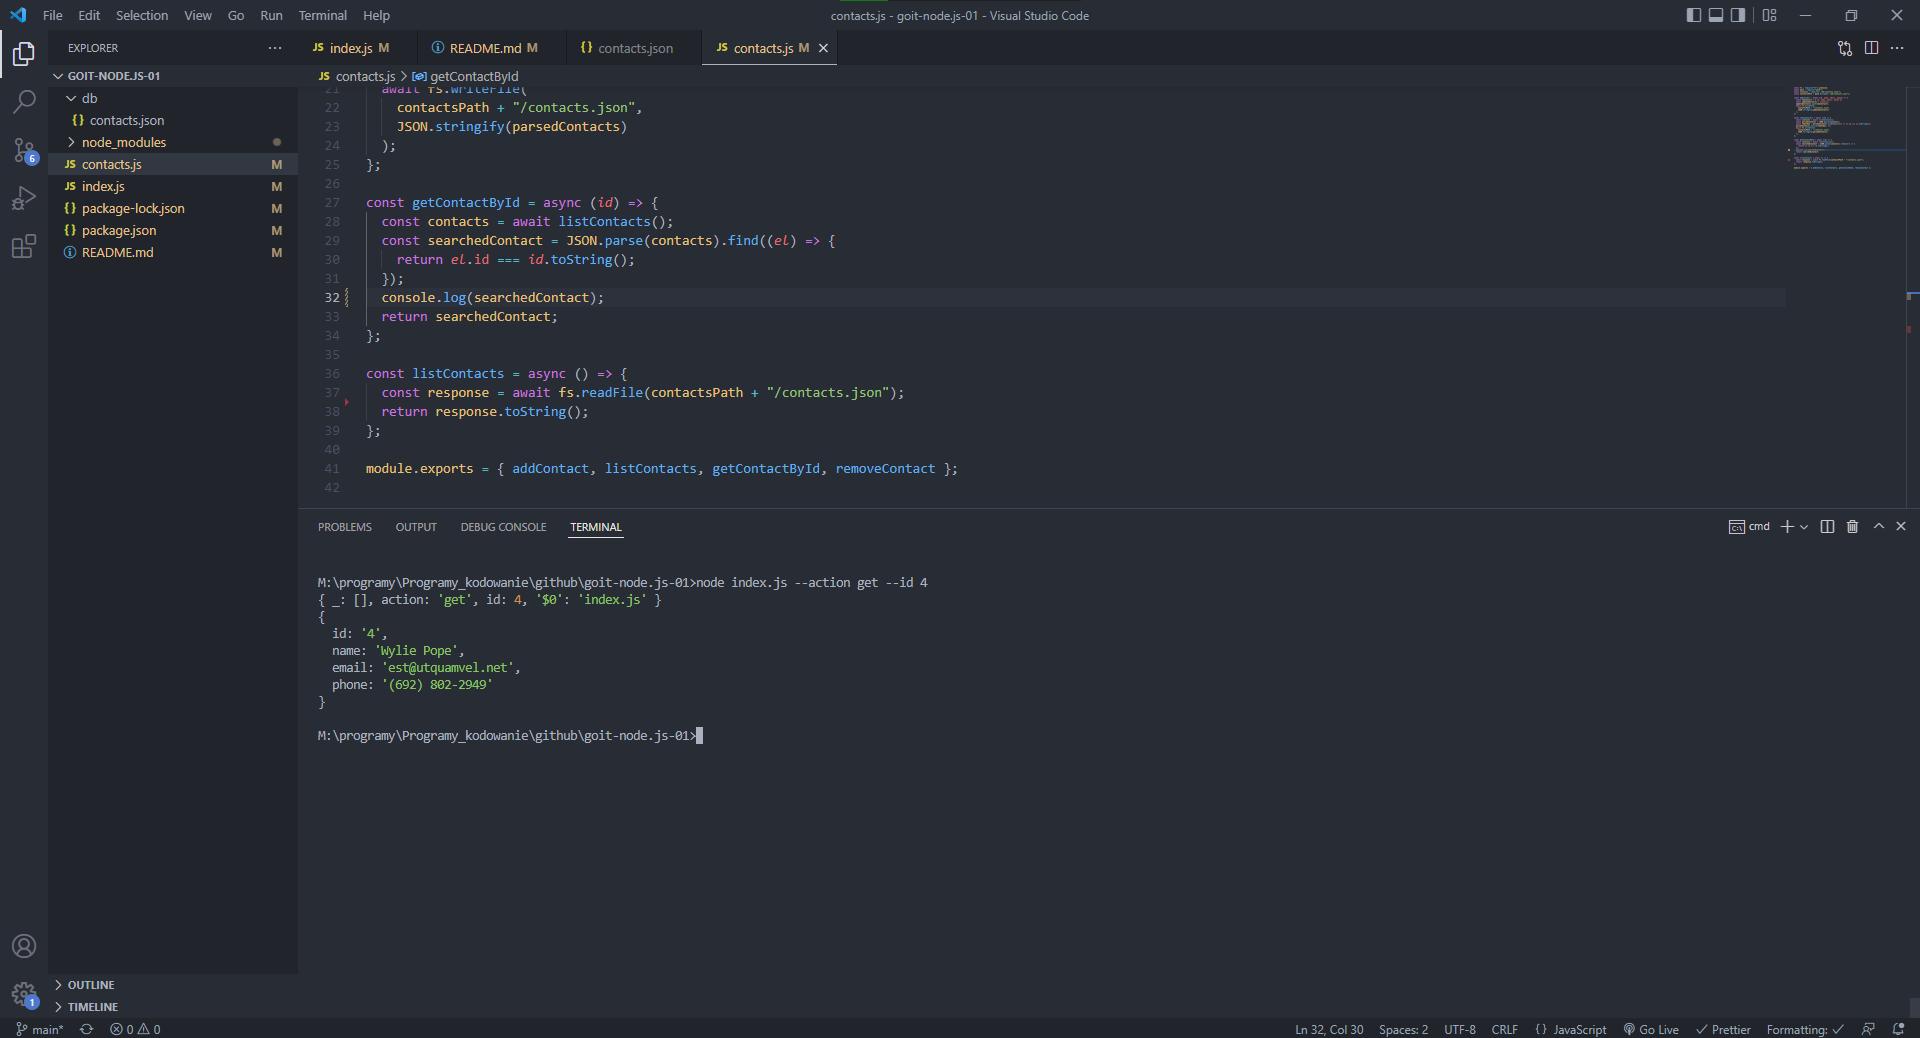 File Edit Selection View Go Run Terminal Help
contacts.js - goit-node.js-01 - Visual Studio Code
EXPLORER
JS index.js M
README.md M
{} contacts.json
JS contacts.js M
GOIT-NODE.JS-01
db
{} contacts.json
node_modules
JS contacts.js M
JS index.js M
{} package-lock.json M
{} package.json M
README.md M
6
JS contacts.js > getContactById
21 await fs.writeFile(
22 contactsPath + "/contacts.json",
23 JSON.stringify(parsedContacts)
24 );
25 };
26
27 const getContactById = async (id) => {
28 const contacts = await listContacts();
29 const searchedContact = JSON.parse(contacts).find((el) => {
30 return el.id === id.toString();
31 });
32 console.log(searchedContact);
33 return searchedContact;
34 };
35
36 const listContacts = async () => {
37 const response = await fs.readFile(contactsPath + "/contacts.json");
38 return response.toString();
39 };
40
41 module.exports = { addContact, listContacts, getContactById, removeContact };
42
PROBLEMS OUTPUT DEBUG CONSOLE TERMINAL
cmd
M:\programy\Programy_kodowanie\github\goit-node.js-01>node index.js --action get --id 4
{ _: [], action: 'get', id: 4, '$0': 'index.js' }
{
id: '4',
name: 'Wylie Pope',
email: 'est@utquamvel.net',
phone: '(692) 802-2949'
}
M:\programy\Programy_kodowanie\github\goit-node.js-01>
OUTLINE
TIMELINE
1
main* 0 0
Ln 32, Col 30 Spaces: 2 UTF-8 CRLF {} JavaScript Go Live Prettier Formatting: